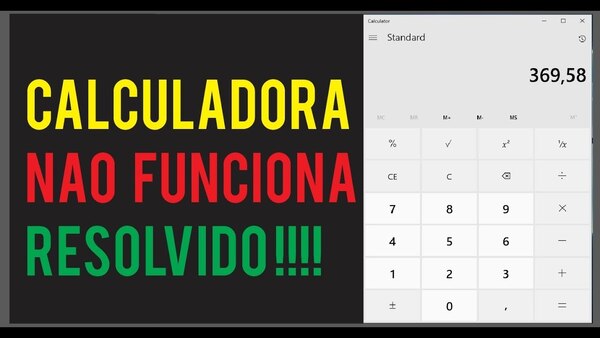 CALCULADORA
NAO FUNCIONA
RESOLVIDO!!!!
Calculator
Standard
369,58
MC MR M+ M- MS M˅
% √ x² ¹/x
CE C ⌫ ÷
7 8 9 ×
4 5 6 −
1 2 3 +
± 0 , =